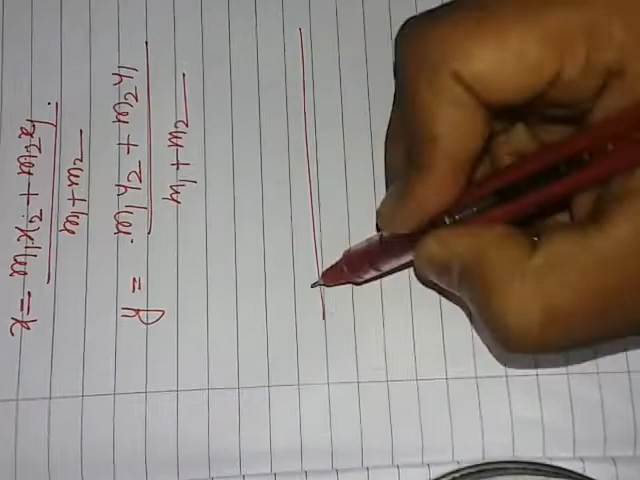 x = m₁x₂ + m₂x₁
m₁ + m₂
y = m₁y₂ + m₂y₁
m₁ + m₂